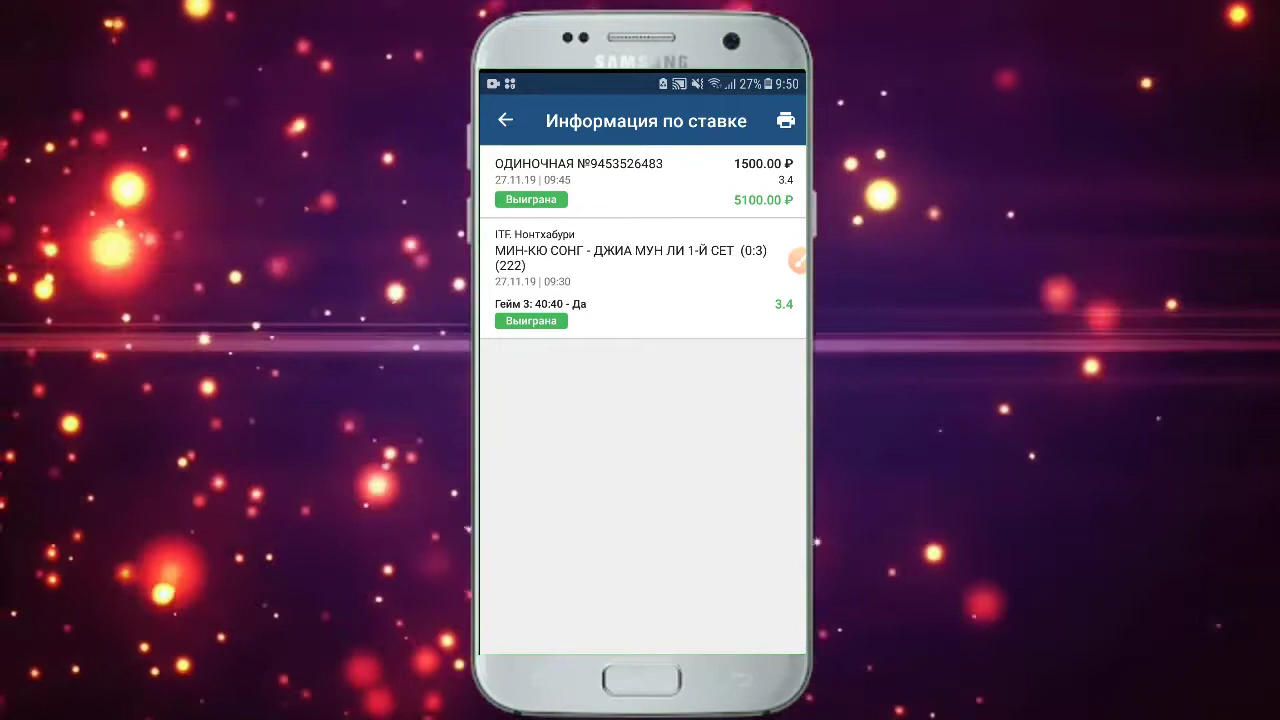 SAMSUNG
27% 9:50
Информация по ставке
ОДИНОЧНАЯ №9453526483 1500.00 ₽
27.11.19 | 09:45 3.4
Выиграна 5100.00 ₽
ITF. Нонтхабури
МИН-КЮ СОНГ - ДЖИА МУН ЛИ 1-Й СЕТ (0:3)
(222)
27.11.19 | 09:30
Гейм 3: 40:40 - Да 3.4
Выиграна